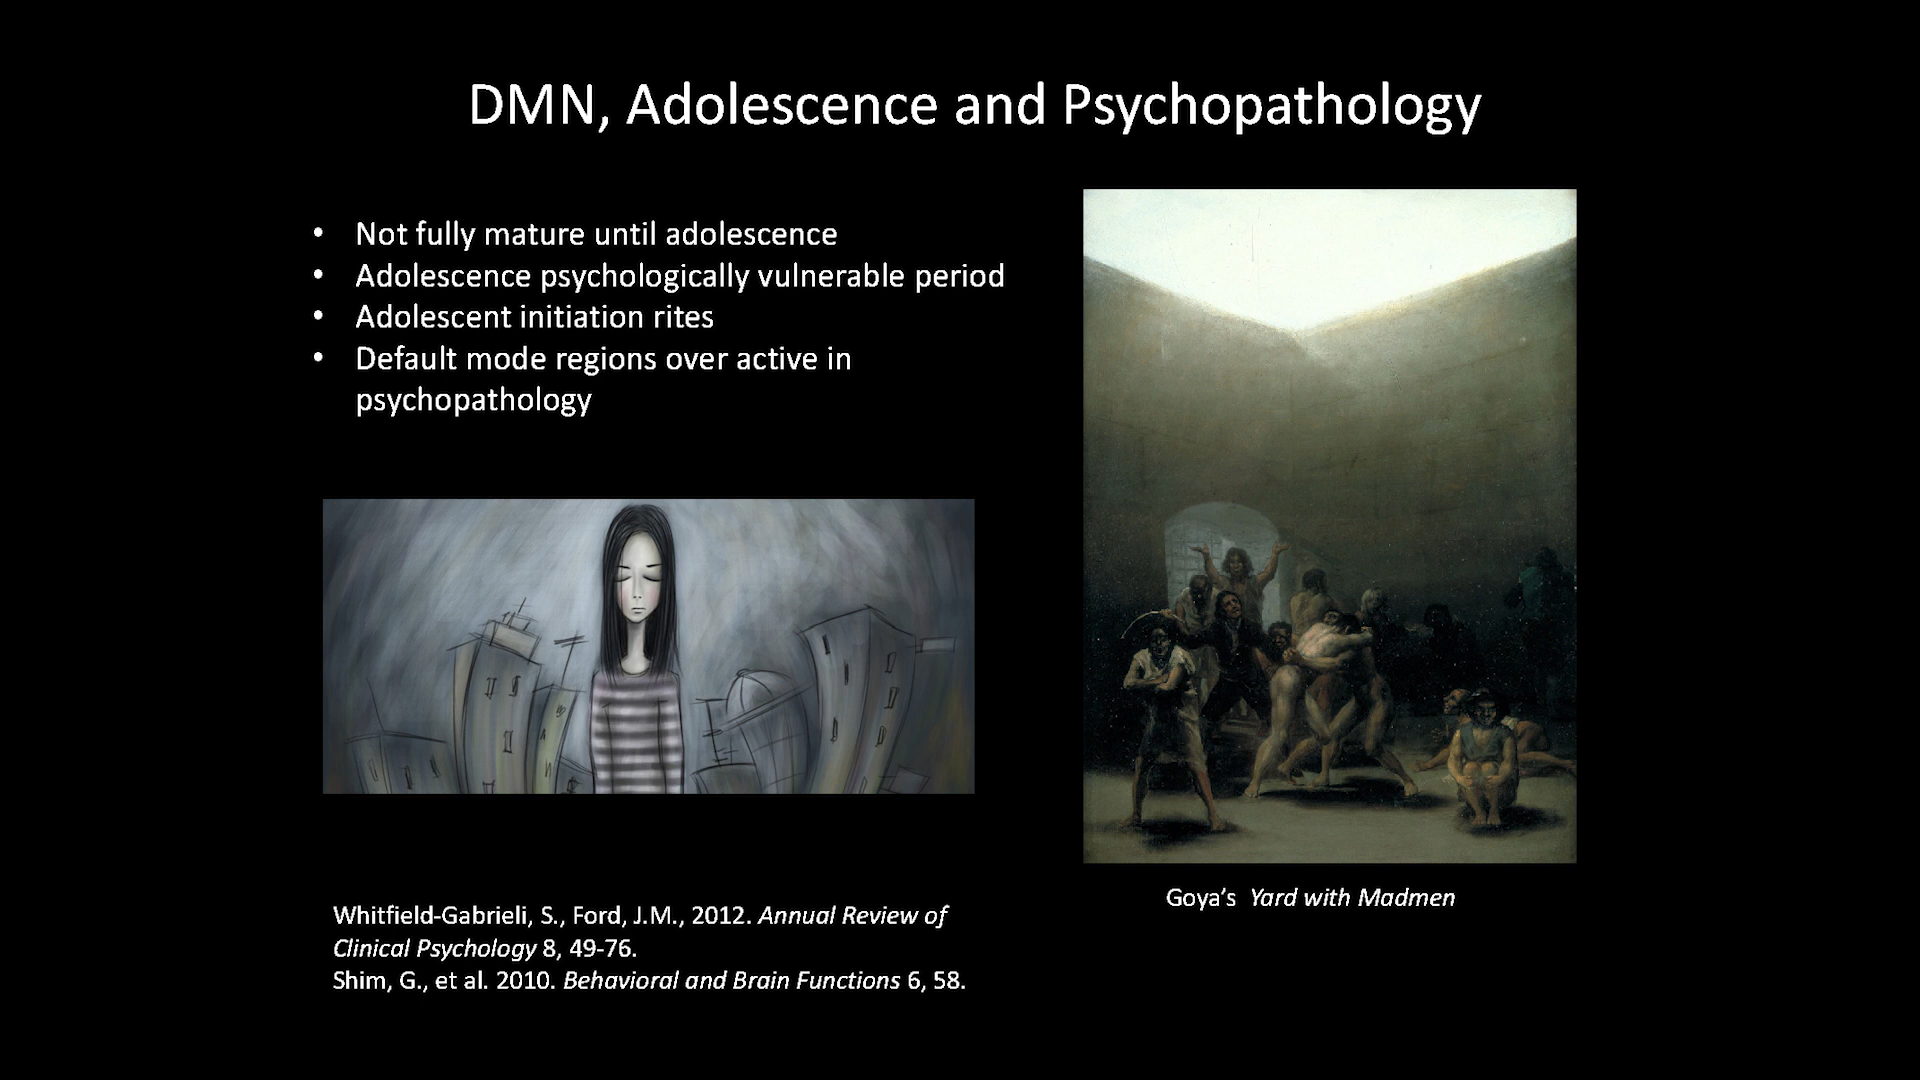 DMN, Adolescence and Psychopathology
• Not fully mature until adolescence
• Adolescence psychologically vulnerable period
• Adolescent initiation rites
• Default mode regions over active in
psychopathology
Whitfield-Gabrieli, S., Ford, J.M., 2012. Annual Review of
Clinical Psychology 8, 49-76.
Shim, G., et al. 2010. Behavioral and Brain Functions 6, 58.
Goya's Yard with Madmen